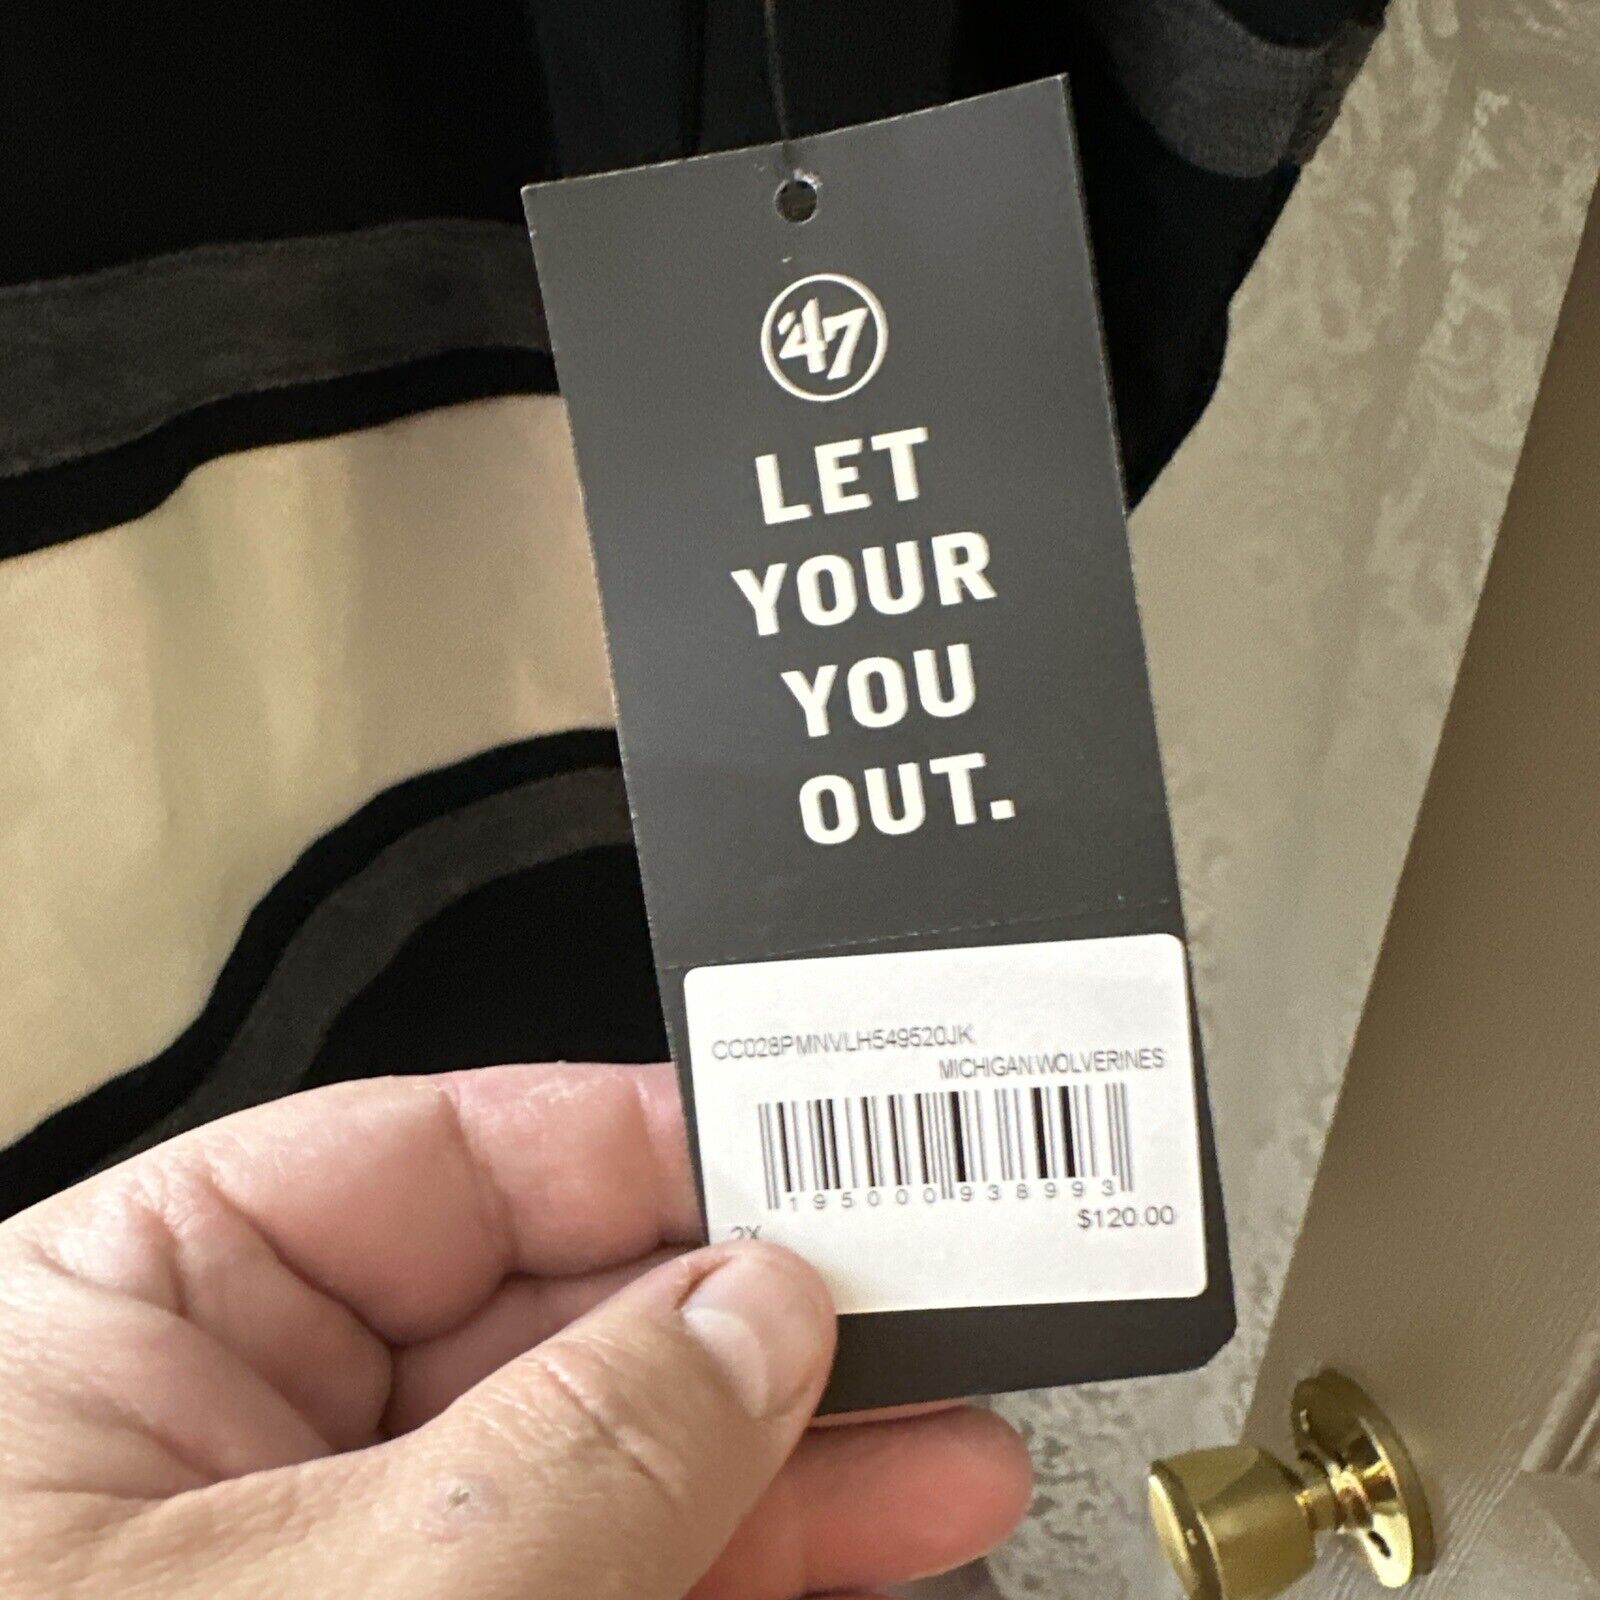 '47
LET
YOUR
YOU
OUT.
CC028PMNVLH549520JK
MICHIGAN WOLVERINES
195000938993
2X
$120.00